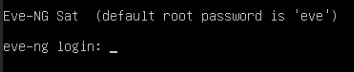 Eve-NG Sat  (default root password is 'eve')
eve-ng login: _